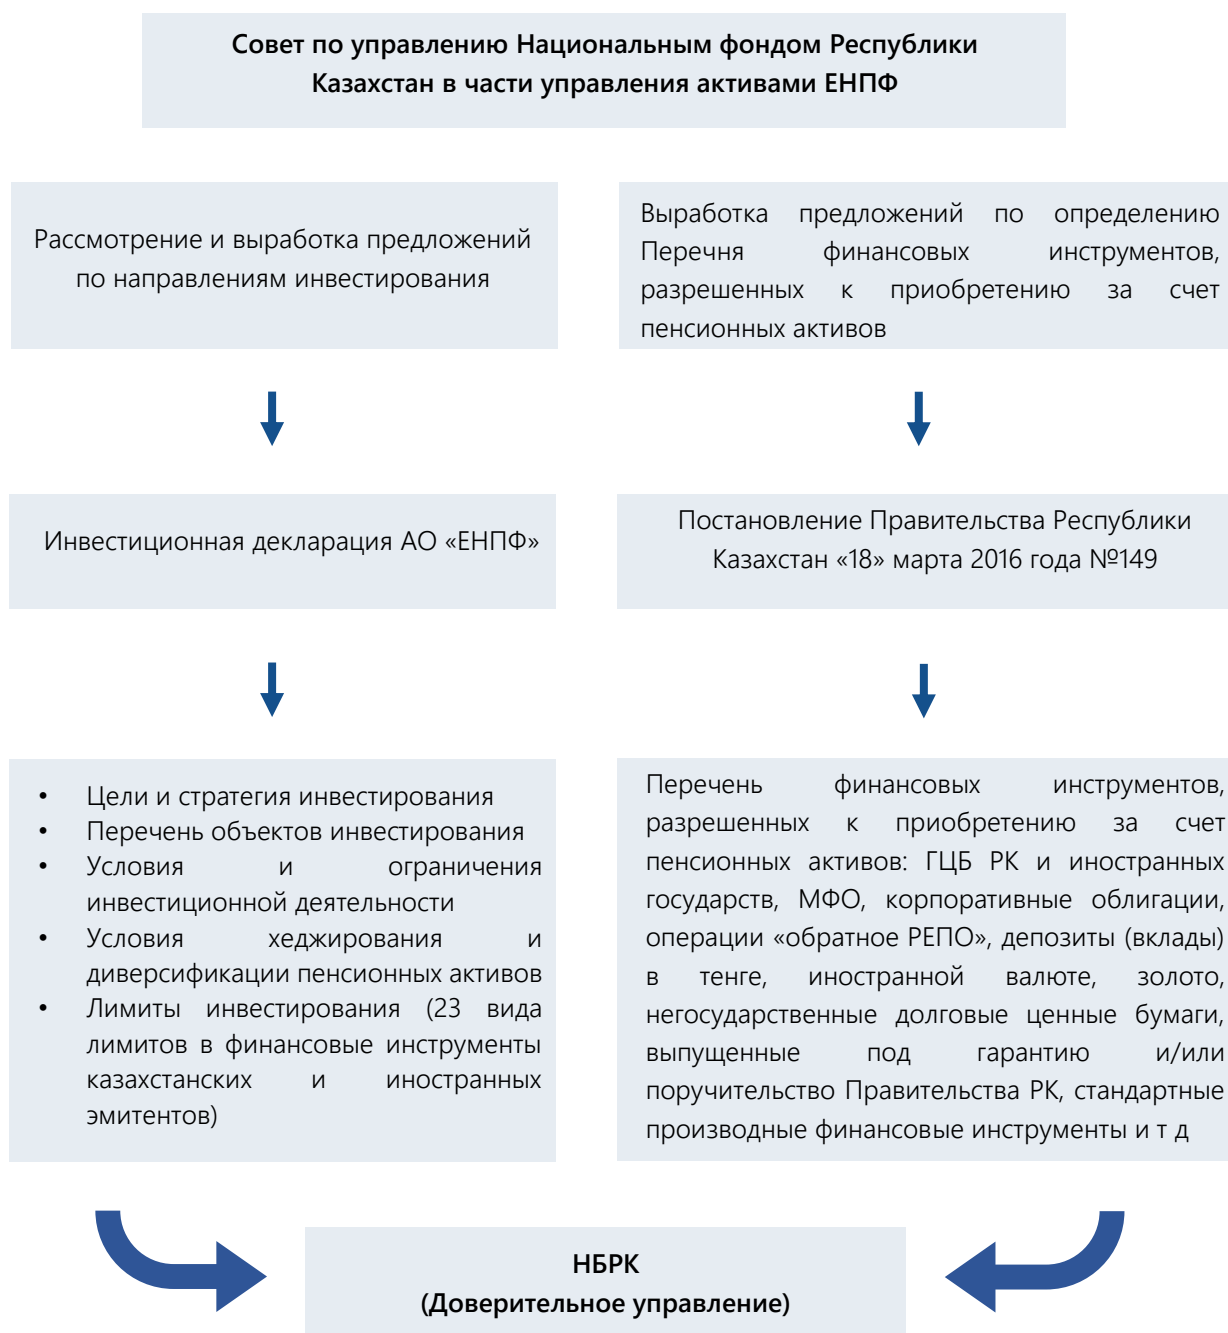 Совет по управлению Национальным фондом Республики
Казахстан в части управления активами ЕНПФ
Рассмотрение и выработка предложений
по направлениям инвестирования
Выработка предложений по определению
Перечня финансовых инструментов,
разрешенных к приобретению за счет
пенсионных активов
Инвестиционная декларация АО «ЕНПФ»
Постановление Правительства Республики
Казахстан «18» марта 2016 года №149
• Цели и стратегия инвестирования
• Перечень объектов инвестирования
• Условия и ограничения
инвестиционной деятельности
• Условия хеджирования и
диверсификации пенсионных активов
• Лимиты инвестирования (23 вида
лимитов в финансовые инструменты
казахстанских и иностранных
эмитентов)
Перечень финансовых инструментов,
разрешенных к приобретению за счет
пенсионных активов: ГЦБ РК и иностранных
государств, МФО, корпоративные облигации,
операции «обратное РЕПО», депозиты (вклады)
в тенге, иностранной валюте, золото,
негосударственные долговые ценные бумаги,
выпущенные под гарантию и/или
поручительство Правительства РК, стандартные
производные финансовые инструменты и т д
НБРК
(Доверительное управление)